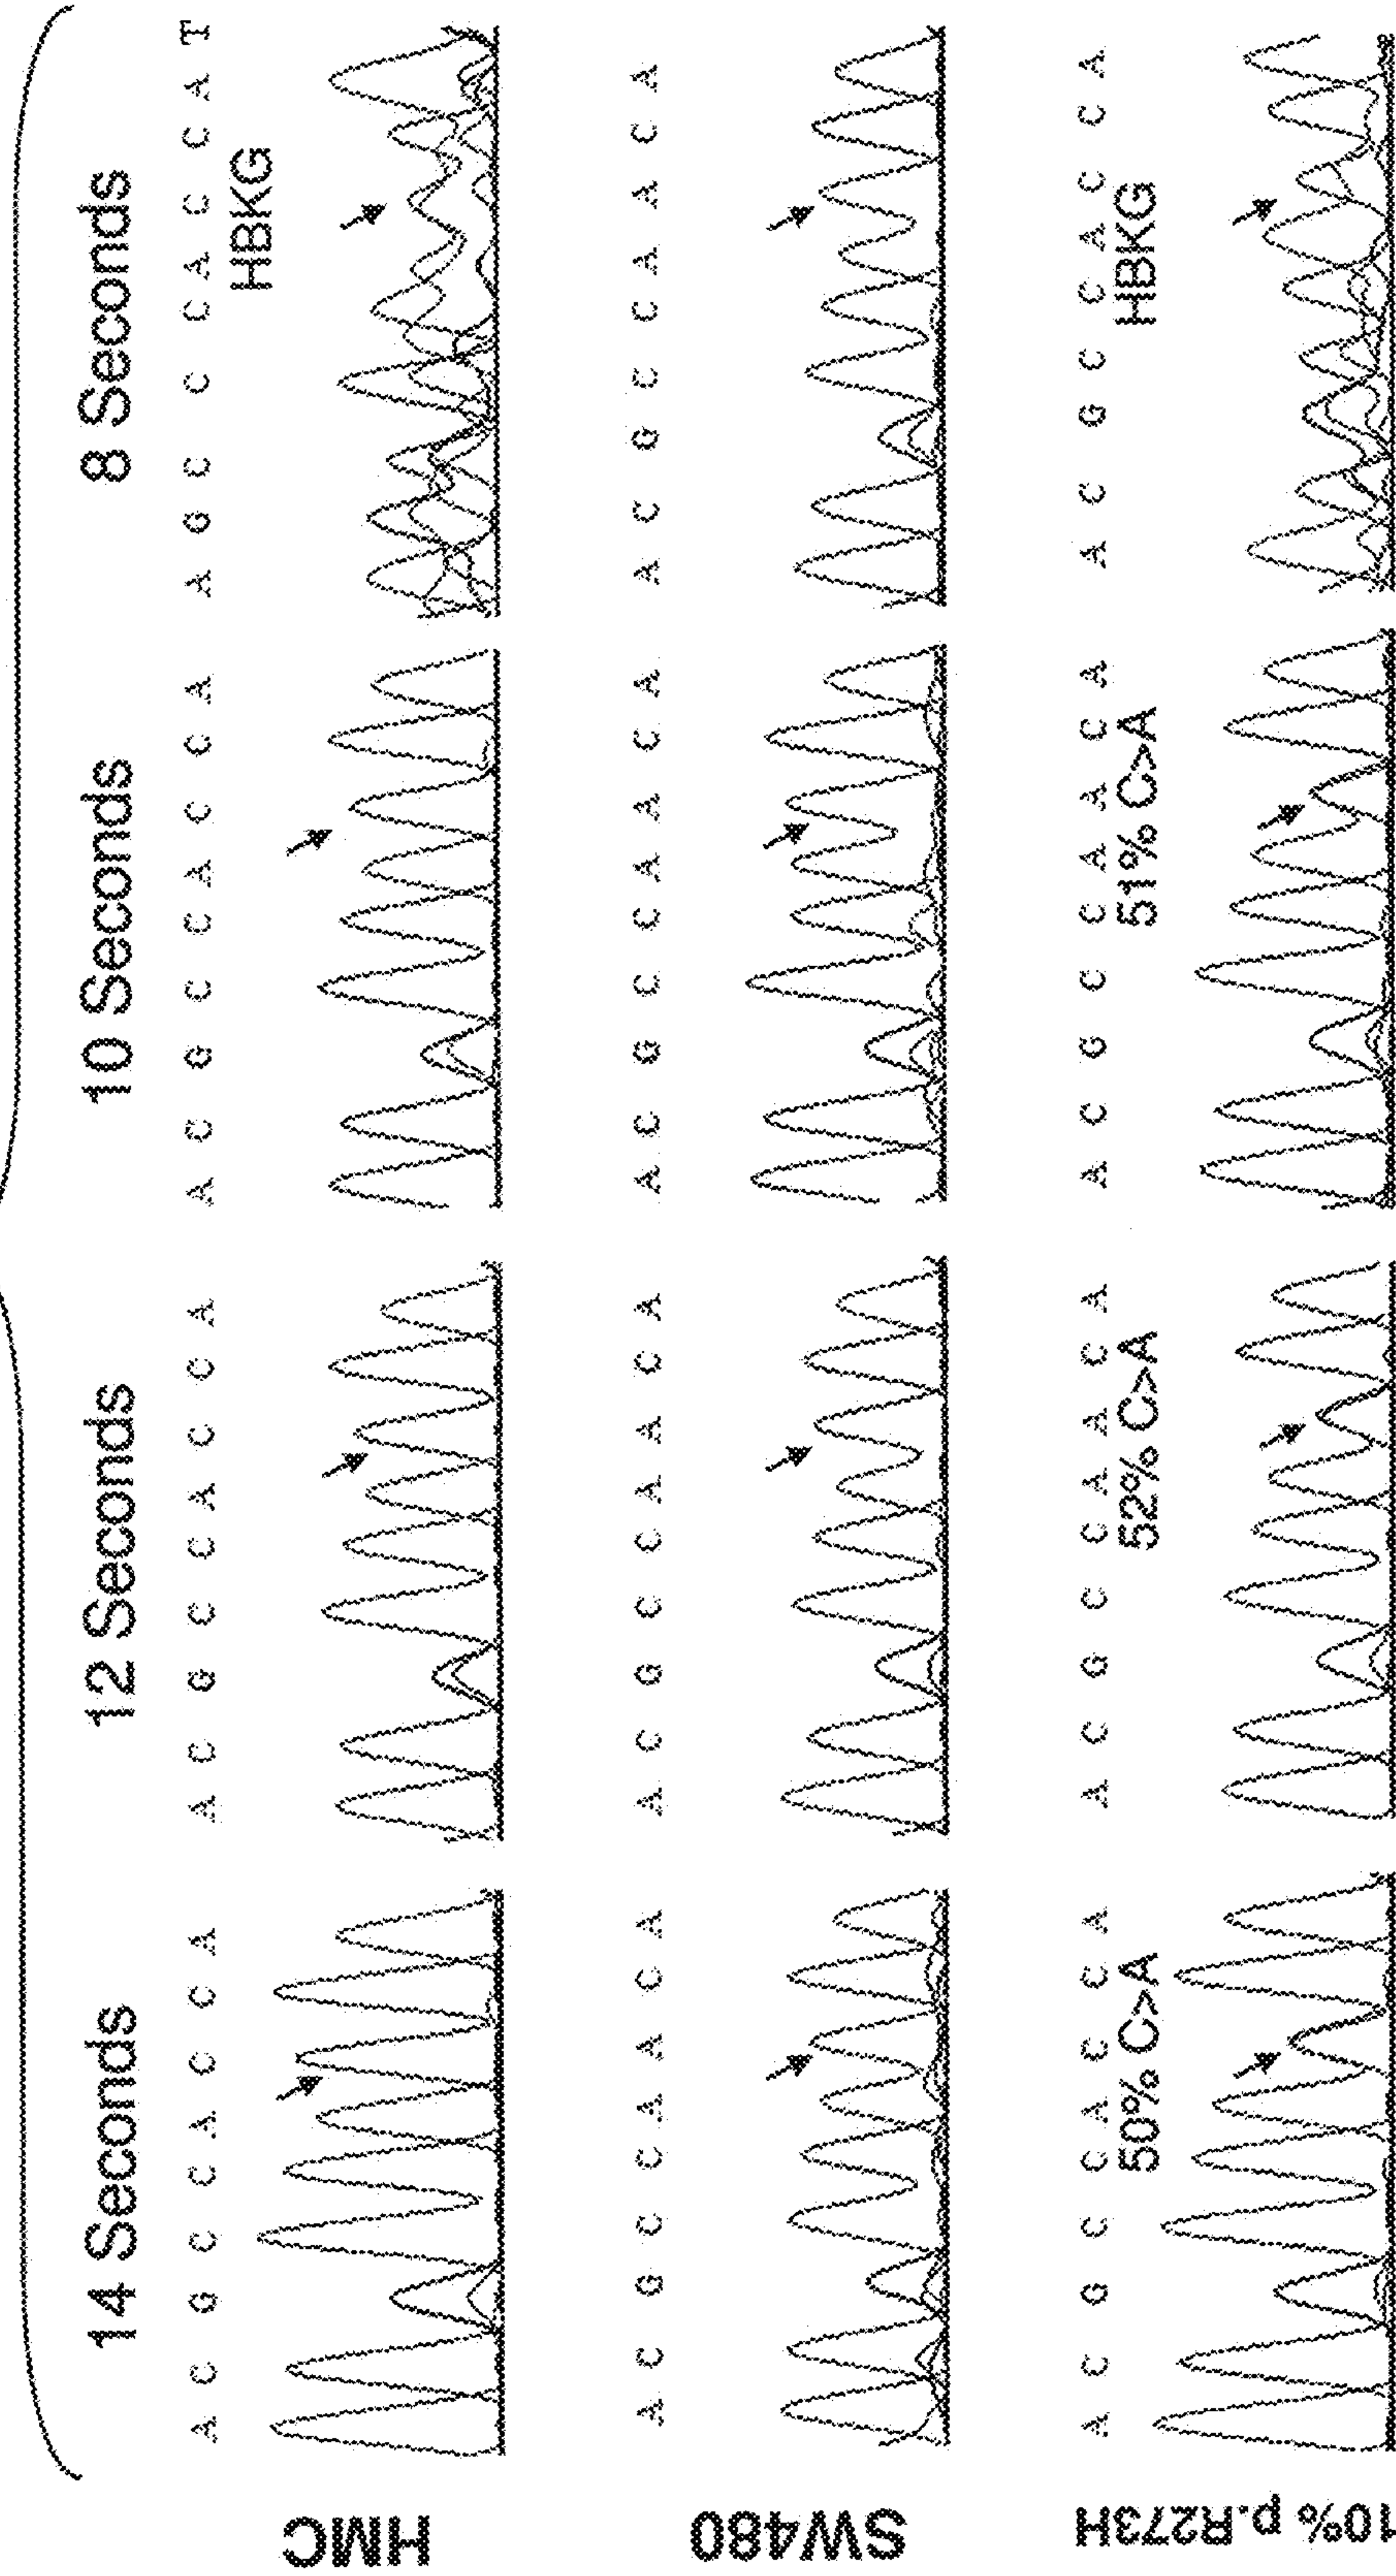 14 Seconds 12 Seconds 10 Seconds 8 Seconds
HMC
A C G C C A C C A A C G C C A C C A A C G C C A C C A A G C C C A C C A T
HBKG
SW480
A C G C C A A C A A C G C C A A C A A C G C C A A C A A C G C C A A C A
10% p.R273H
A C G C C A C C A A C G C C A A C A A C G C C A A C A A C G C C A C C A
50% C>A 52% C>A 51% C>A HBKG